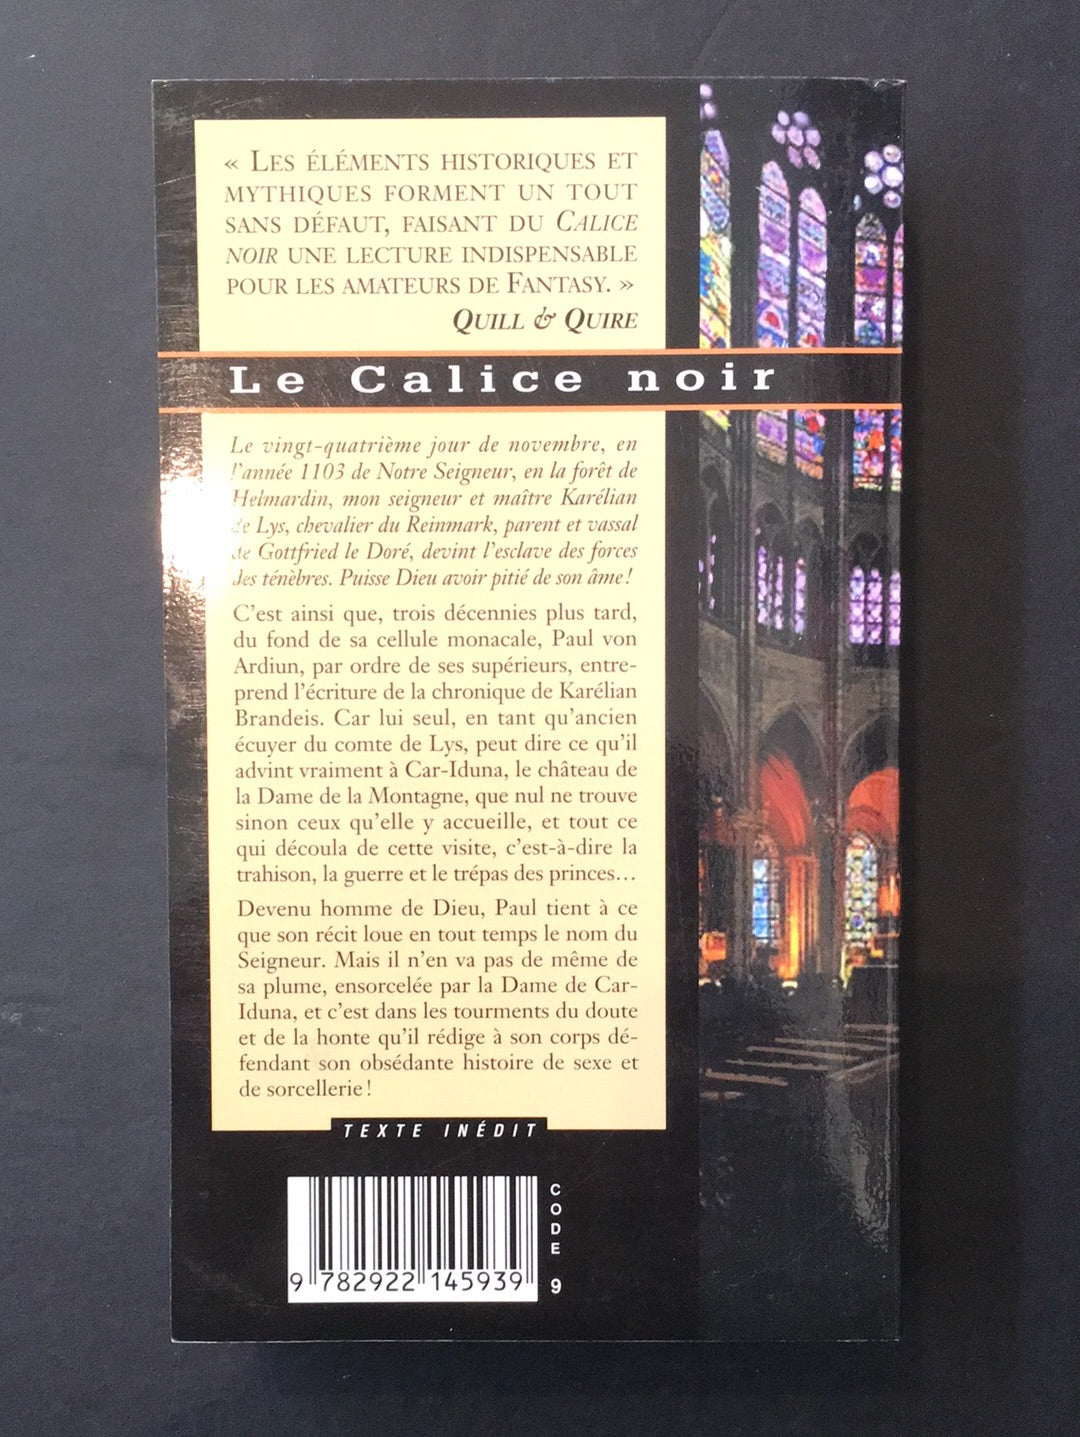 « LES ÉLÉMENTS HISTORIQUES ET
MYTHIQUES FORMENT UN TOUT
SANS DÉFAUT, FAISANT DU CALICE
NOIR UNE LECTURE INDISPENSABLE
POUR LES AMATEURS DE FANTASY. »
QUILL & QUIRE
Le Calice noir
Le vingt-quatrième jour de novembre, en
l'année 1103 de Notre Seigneur, en la forêt de
Helmardin, mon seigneur et maître Karélian
de Lys, chevalier du Reinmark, parent et vassal
de Gottfried le Doré, devint l'esclave des forces
des ténèbres. Puisse Dieu avoir pitié de son âme !
C'est ainsi que, trois décennies plus tard,
du fond de sa cellule monacale, Paul von
Ardiun, par ordre de ses supérieurs, entre-
prend l'écriture de la chronique de Karélian
Brandeis. Car lui seul, en tant qu'ancien
écuyer du comte de Lys, peut dire ce qu'il
advint vraiment à Car-Iduna, le château de
la Dame de la Montagne, que nul ne trouve
sinon ceux qu'elle y accueille, et tout ce
qui découla de cette visite, c'est-à-dire la
trahison, la guerre et le trépas des princes…
Devenu homme de Dieu, Paul tient à ce
que son récit loue en tout temps le nom du
Seigneur. Mais il n'en va pas de même de
sa plume, ensorcelée par la Dame de Car-
Iduna, et c'est dans les tourments du doute
et de la honte qu'il rédige à son corps dé-
fendant son obsédante histoire de sexe et
de sorcellerie !
TEXTE INÉDIT
CODE 9
9 782922 145939